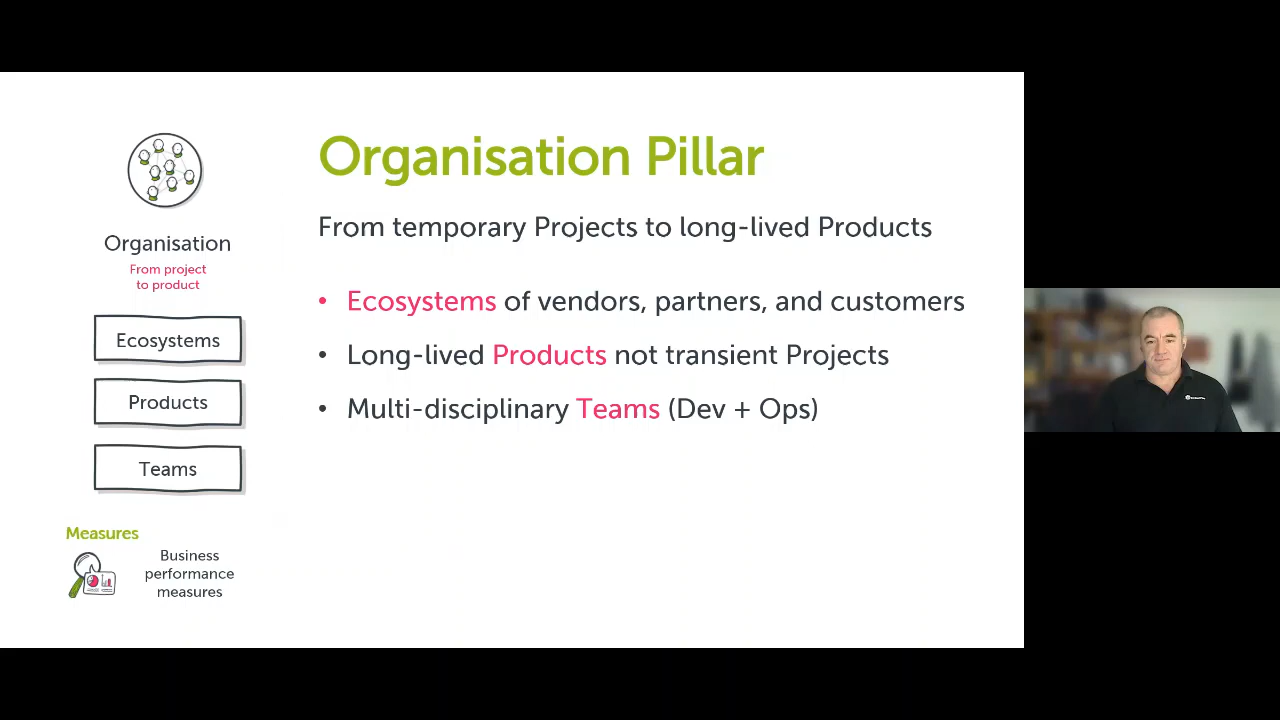 Organisation Pillar
From temporary Projects to long-lived Products
• Ecosystems of vendors, partners, and customers
• Long-lived Products not transient Projects
• Multi-disciplinary Teams (Dev + Ops)
Organisation
From project
to product
Ecosystems
Products
Teams
Measures
Business
performance
measures